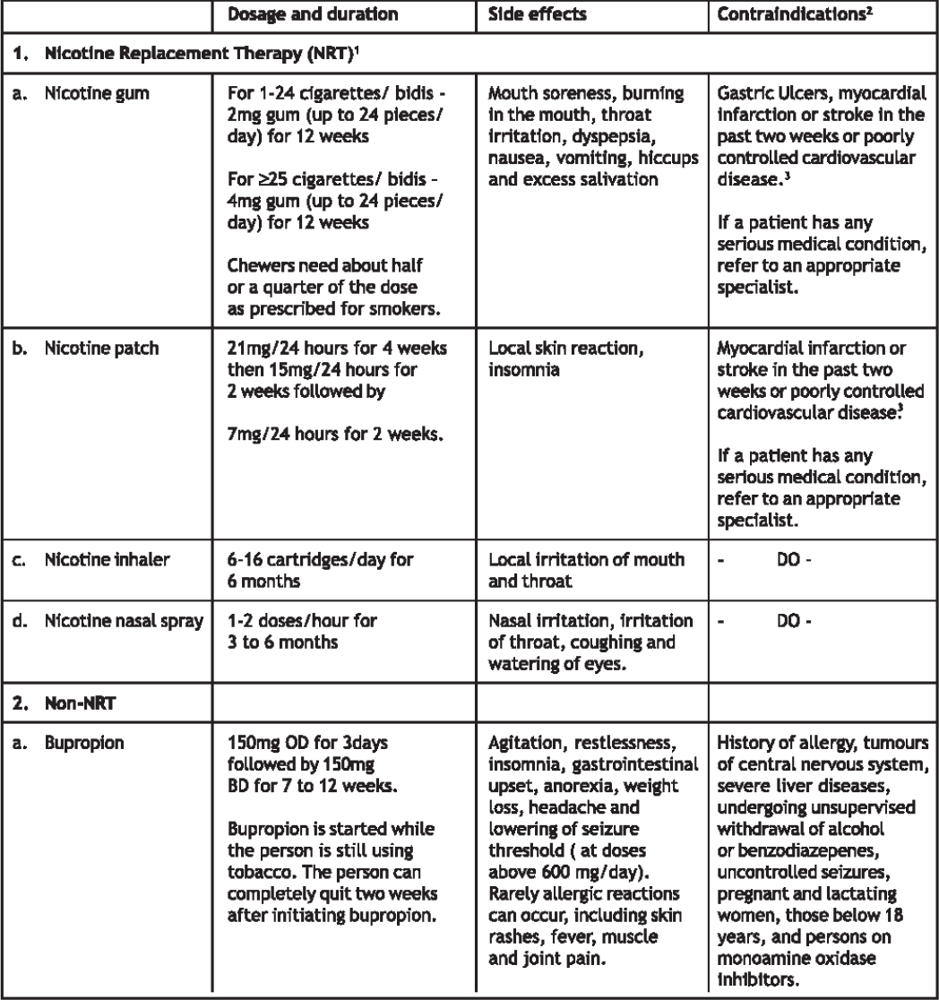 Dosage and duration Side effects Contraindications²
1. Nicotine Replacement Therapy (NRT)¹
a. Nicotine gum
For 1-24 cigarettes/ bidis -
2mg gum (up to 24 pieces/
day) for 12 weeks
For ≥25 cigarettes/ bidis -
4mg gum (up to 24 pieces/
day) for 12 weeks
Chewers need about half
or a quarter of the dose
as prescribed for smokers.
Mouth soreness, burning
in the mouth, throat
irritation, dyspepsia,
nausea, vomiting, hiccups
and excess salivation
Gastric Ulcers, myocardial
infarction or stroke in the
past two weeks or poorly
controlled cardiovascular
disease.³
If a patient has any
serious medical condition,
refer to an appropriate
specialist.
b. Nicotine patch
21mg/24 hours for 4 weeks
then 15mg/24 hours for
2 weeks followed by
7mg/24 hours for 2 weeks.
Local skin reaction,
insomnia
Myocardial infarction or
stroke in the past two
weeks or poorly controlled
cardiovascular disease.³
If a patient has any
serious medical condition,
refer to an appropriate
specialist.
c. Nicotine inhaler
6-16 cartridges/day for
6 months
Local irritation of mouth
and throat
- DO -
d. Nicotine nasal spray
1-2 doses/hour for
3 to 6 months
Nasal irritation, irritation
of throat, coughing and
watering of eyes.
- DO -
2. Non-NRT
a. Bupropion
150mg OD for 3days
followed by 150mg
BD for 7 to 12 weeks.
Bupropion is started while
the person is still using
tobacco. The person can
completely quit two weeks
after initiating bupropion.
Agitation, restlessness,
insomnia, gastrointestinal
upset, anorexia, weight
loss, headache and
lowering of seizure
threshold ( at doses
above 600 mg/day).
Rarely allergic reactions
can occur, including skin
rashes, fever, muscle
and joint pain.
History of allergy, tumours
of central nervous system,
severe liver diseases,
undergoing unsupervised
withdrawal of alcohol
or benzodiazepenes,
uncontrolled seizures,
pregnant and lactating
women, those below 18
years, and persons on
monoamine oxidase
inhibitors.